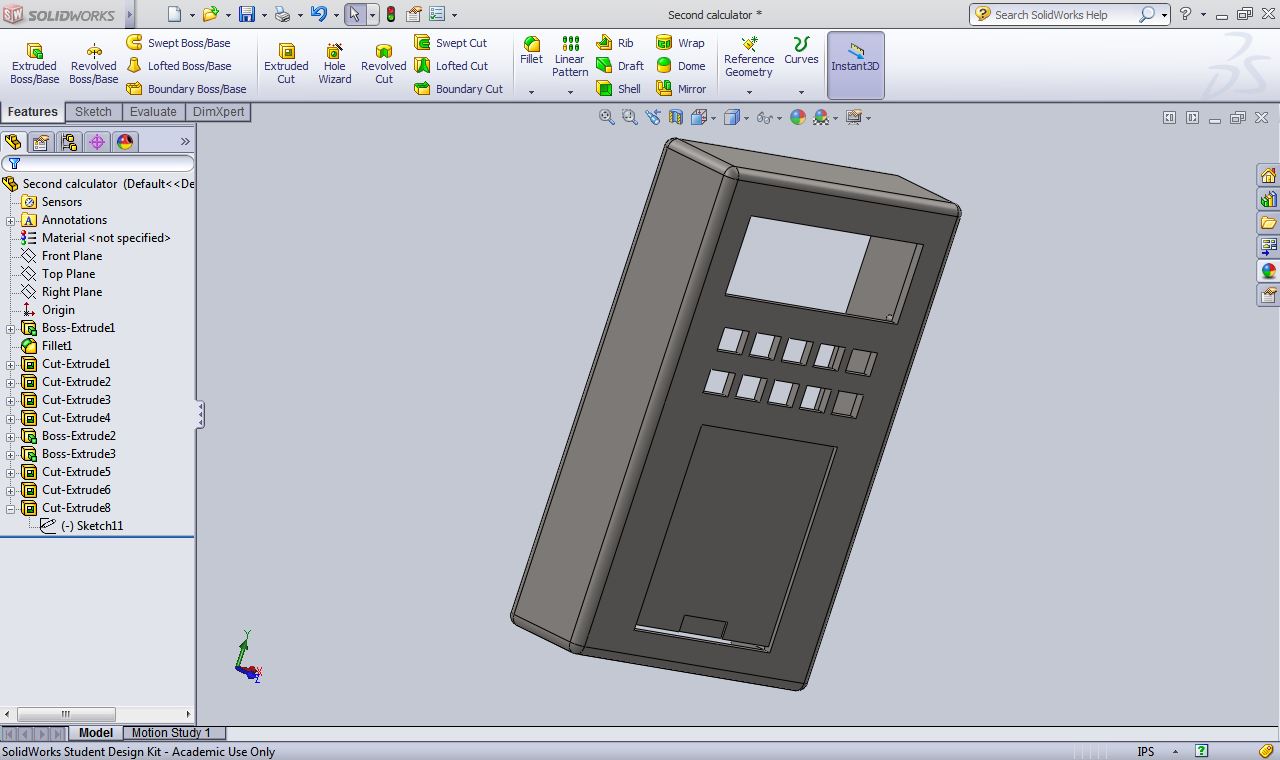 SOLIDWORKS
Second calculator *
Search SolidWorks Help
Extruded Boss/Base
Revolved Boss/Base
Swept Boss/Base
Lofted Boss/Base
Boundary Boss/Base
Extruded Cut
Hole Wizard
Revolved Cut
Swept Cut
Lofted Cut
Boundary Cut
Fillet
Linear Pattern
Rib
Draft
Shell
Wrap
Dome
Mirror
Reference Geometry
Curves
Instant3D
Features
Sketch
Evaluate
DimXpert
Second calculator (Default<<De
Sensors
Annotations
Material <not specified>
Front Plane
Top Plane
Right Plane
Origin
Boss-Extrude1
Fillet1
Cut-Extrude1
Cut-Extrude2
Cut-Extrude3
Cut-Extrude4
Boss-Extrude2
Boss-Extrude3
Cut-Extrude5
Cut-Extrude6
Cut-Extrude8
(-) Sketch11
Y
X
Z
Model
Motion Study 1
SolidWorks Student Design Kit - Academic Use Only
IPS